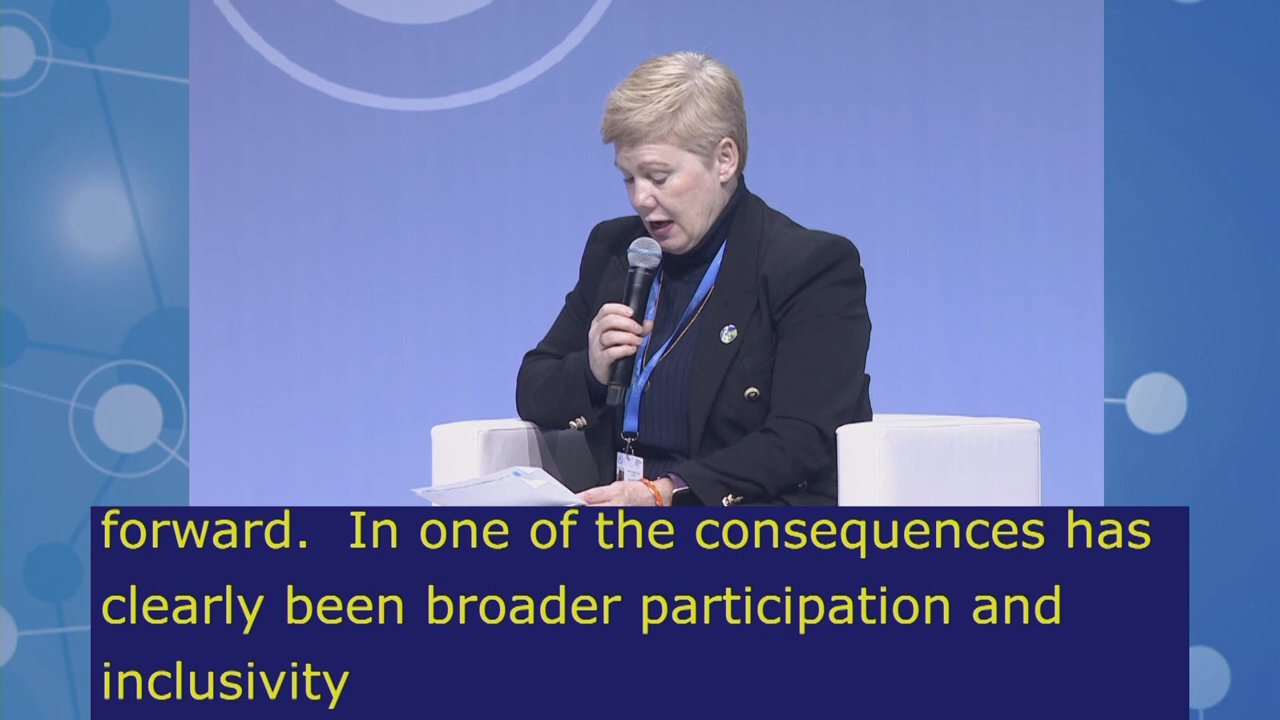 forward.  In one of the consequences has
clearly been broader participation and
inclusivity